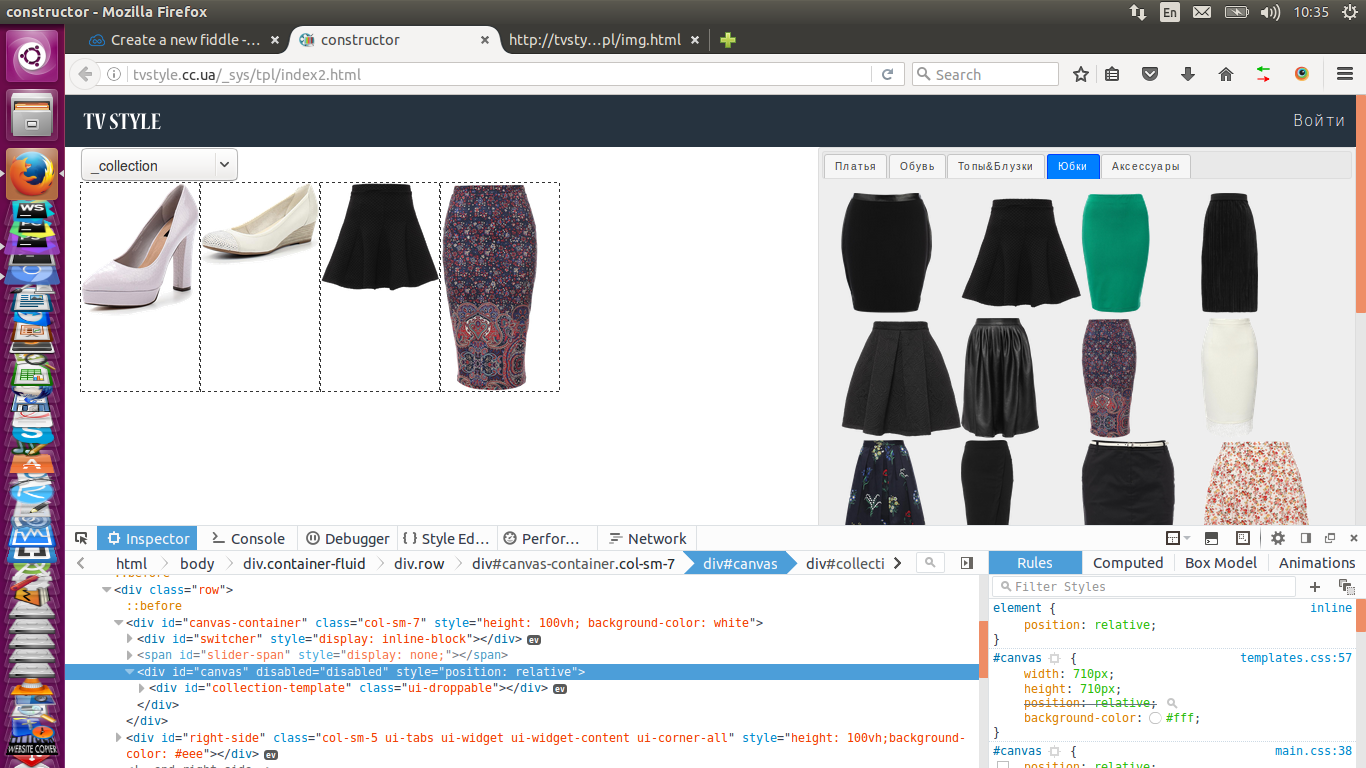 constructor - Mozilla Firefox
En
10:35
Create a new fiddle -...
constructor
http://tvsty...pl/img.html
tvstyle.cc.ua/_sys/tpl/index2.html
Search
TV STYLE
Войти
_collection
Платья
Обувь
Топы&Блузки
Юбки
Аксессуары
WEBSITE COPIER
Inspector
Console
Debugger
Style Ed...
Perfor...
Network
html
body
div.container-fluid
div.row
div#canvas-container.col-sm-7
div#canvas
div#collecti
Rules
Computed
Box Model
Animations
Filter Styles
::before
<div class="row">
::before
<div id="canvas-container" class="col-sm-7" style="height: 100vh; background-color: white">
<div id="switcher" style="display: inline-block"></div> ev
<span id="slider-span" style="display: none;"></span>
<div id="canvas" disabled="disabled" style="position: relative">
<div id="collection-template" class="ui-droppable"></div> ev
</div>
</div>
<div id="right-side" class="col-sm-5 ui-tabs ui-widget ui-widget-content ui-corner-all" style="height: 100vh;background-
color: #eee"></div> ev
element {
inline
position: relative;
}
#canvas {
templates.css:57
width: 710px;
height: 710px;
position: relative;
background-color: #fff;
}
#canvas {
main.css:38
position: relative;